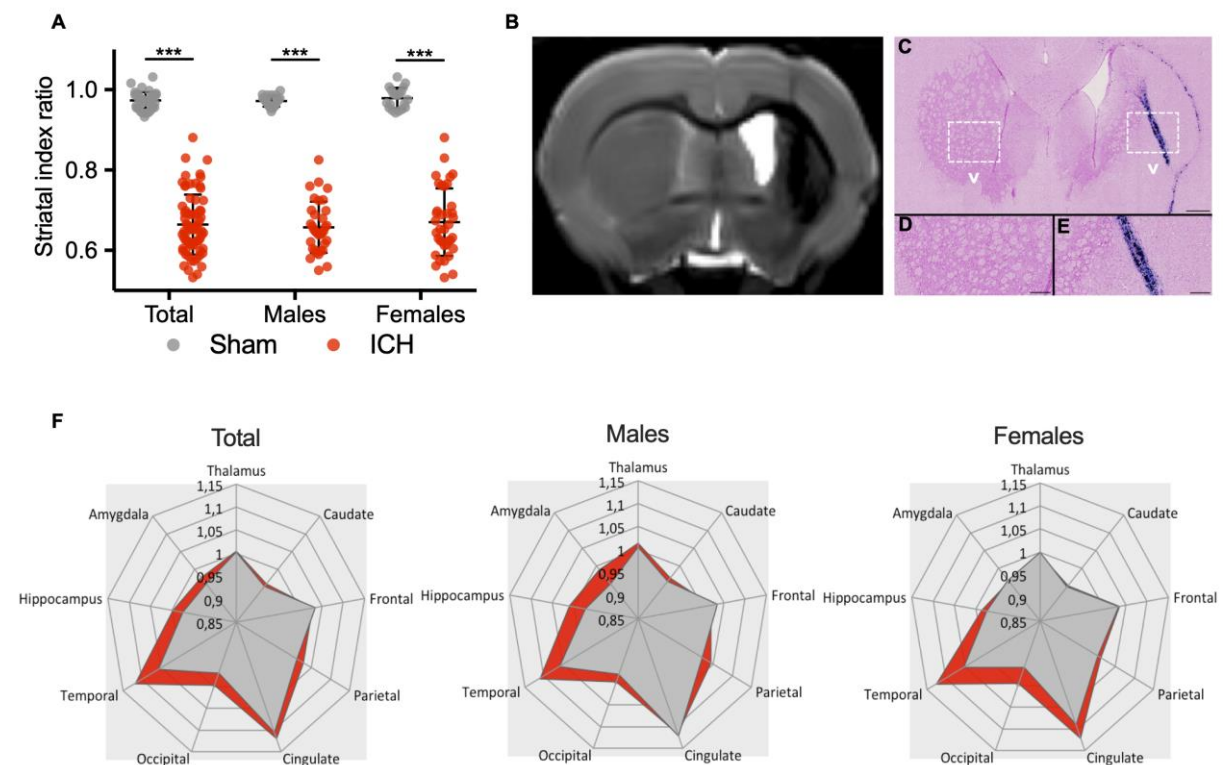 A
***
***
***
Striatal index ratio
1.0
0.8
0.6
Total
Males
Females
Sham
ICH
B
C
v
v
D
E
F
Total
Thalamus
1,15
1,1
1,05
1
0,95
0,9
0,85
Caudate
Frontal
Parietal
Cingulate
Occipital
Temporal
Hippocampus
Amygdala
Males
Thalamus
1,15
1,1
1,05
1
0,95
0,9
0,85
Caudate
Frontal
Parietal
Cingulate
Occipital
Temporal
Hippocampus
Amygdala
Females
Thalamus
1,15
1,1
1,05
1
0,95
0,9
0,85
Caudate
Frontal
Parietal
Cingulate
Occipital
Temporal
Hippocampus
Amygdala